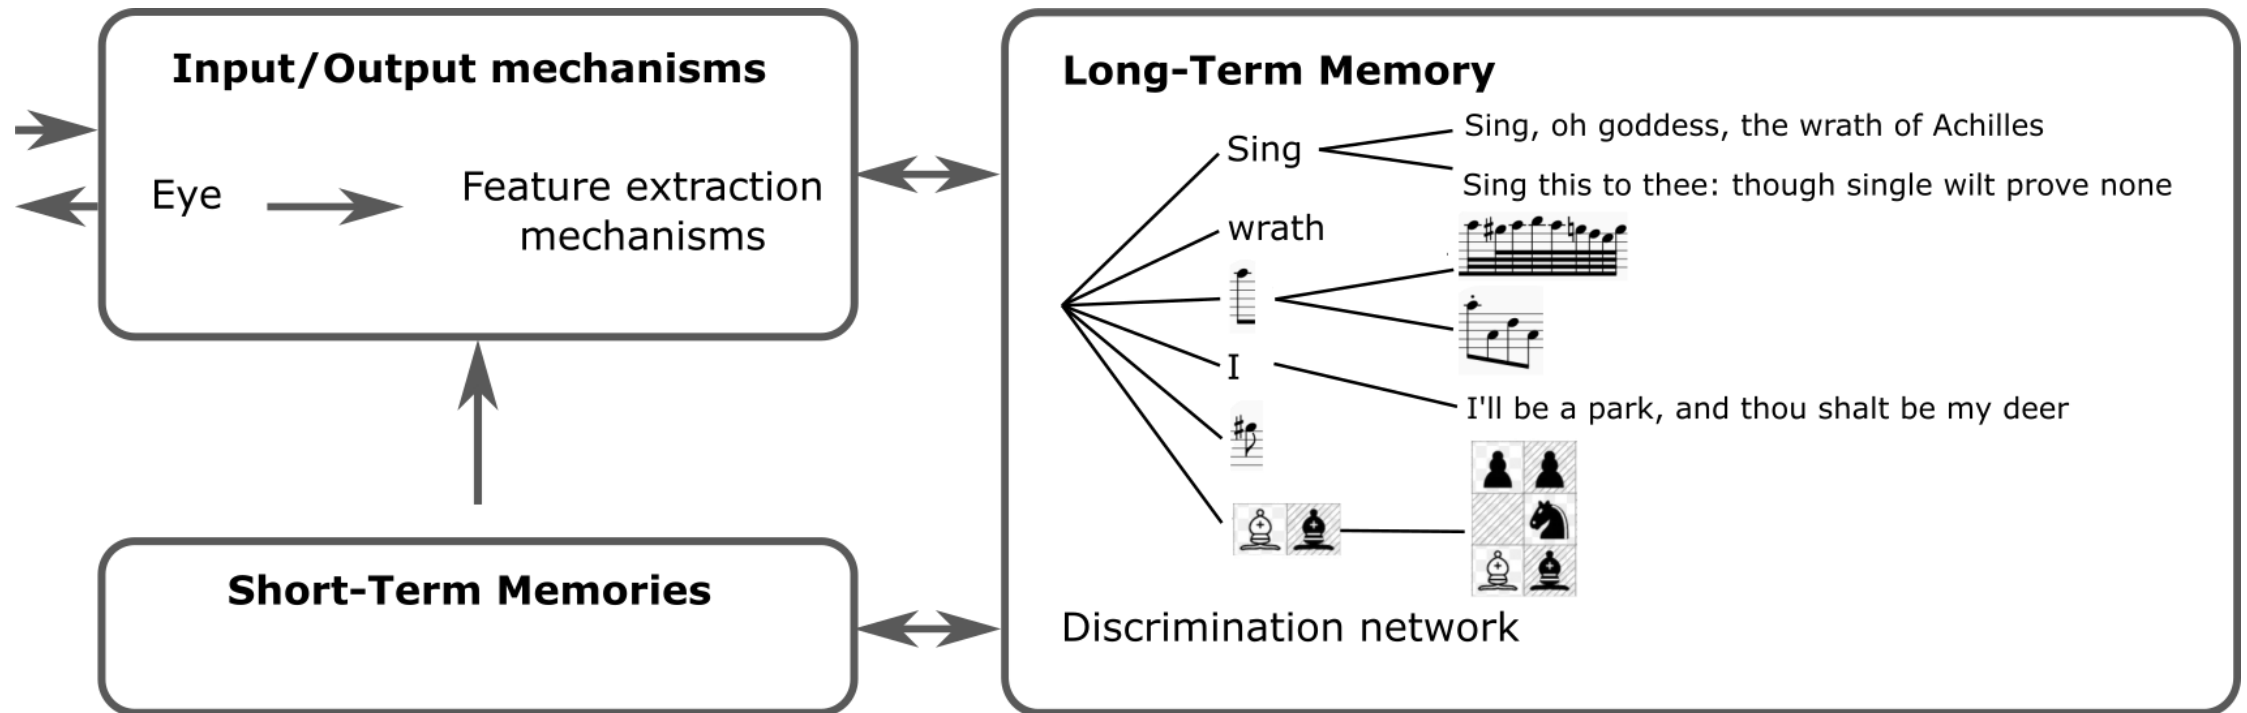 Input/Output mechanisms
Eye
Feature extraction
mechanisms
Short-Term Memories
Long-Term Memory
Sing
Sing, oh goddess, the wrath of Achilles
Sing this to thee: though single wilt prove none
wrath
I
I'll be a park, and thou shalt be my deer
Discrimination network